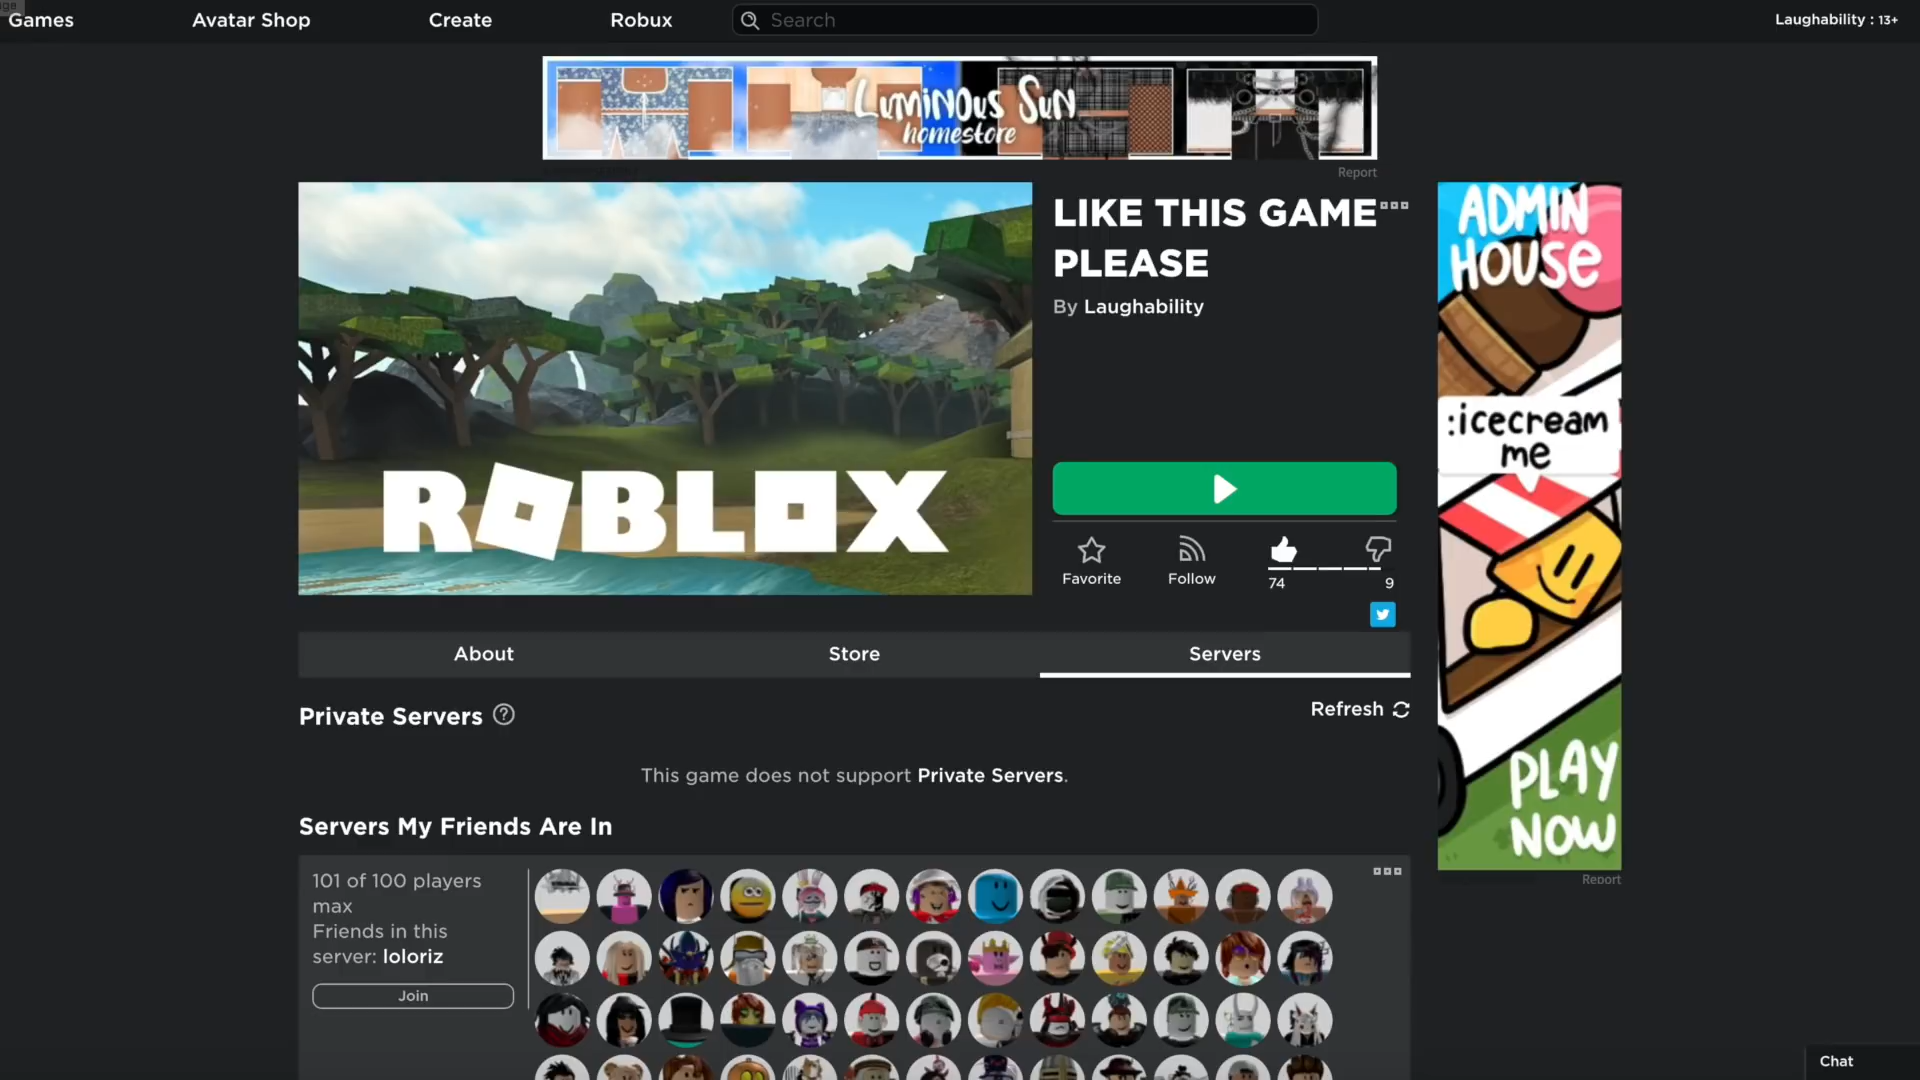 Games
Avatar Shop
Create
Robux
Search
Laughability : 13+
Luminous Sun
homestore
Report
LIKE THIS GAME
PLEASE
By Laughability
ADMIN
HOUSE
:icecream
me
PLAY
NOW
Report
ROBLOX
Favorite
Follow
74
9
About
Store
Servers
Private Servers
Refresh
This game does not support Private Servers.
Servers My Friends Are In
101 of 100 players
max
Friends in this
server: loloriz
Join
Chat